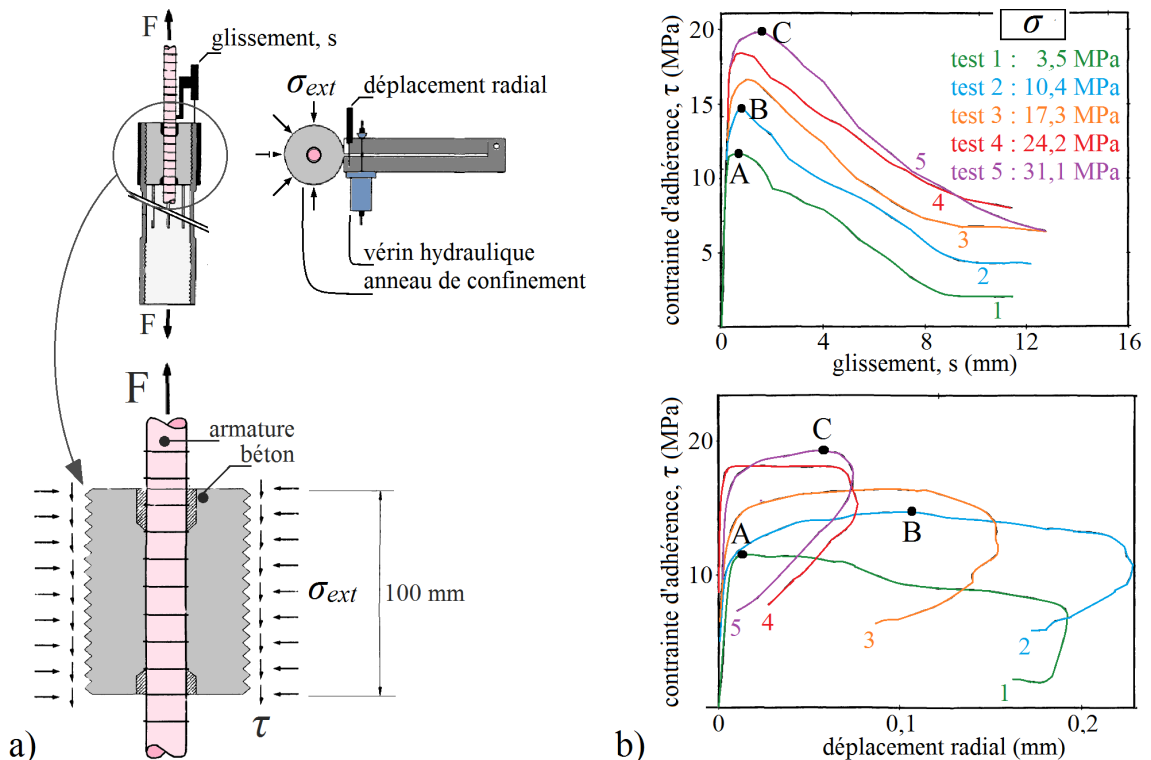 F
glissement, s
σext
déplacement radial
vérin hydraulique
anneau de confinement
F
F
armature
béton
σext
100 mm
τ
a)
contrainte d'adhérence, τ (MPa)
20
15
10
5
0
4
8
12
16
glissement, s (mm)
σ
test 1 : 3,5 MPa
test 2 : 10,4 MPa
test 3 : 17,3 MPa
test 4 : 24,2 MPa
test 5 : 31,1 MPa
C
B
A
5
4
3
2
1
contrainte d'adhérence, τ (MPa)
20
10
0
0,1
0,2
déplacement radial (mm)
C
A
B
5
4
3
2
1
b)